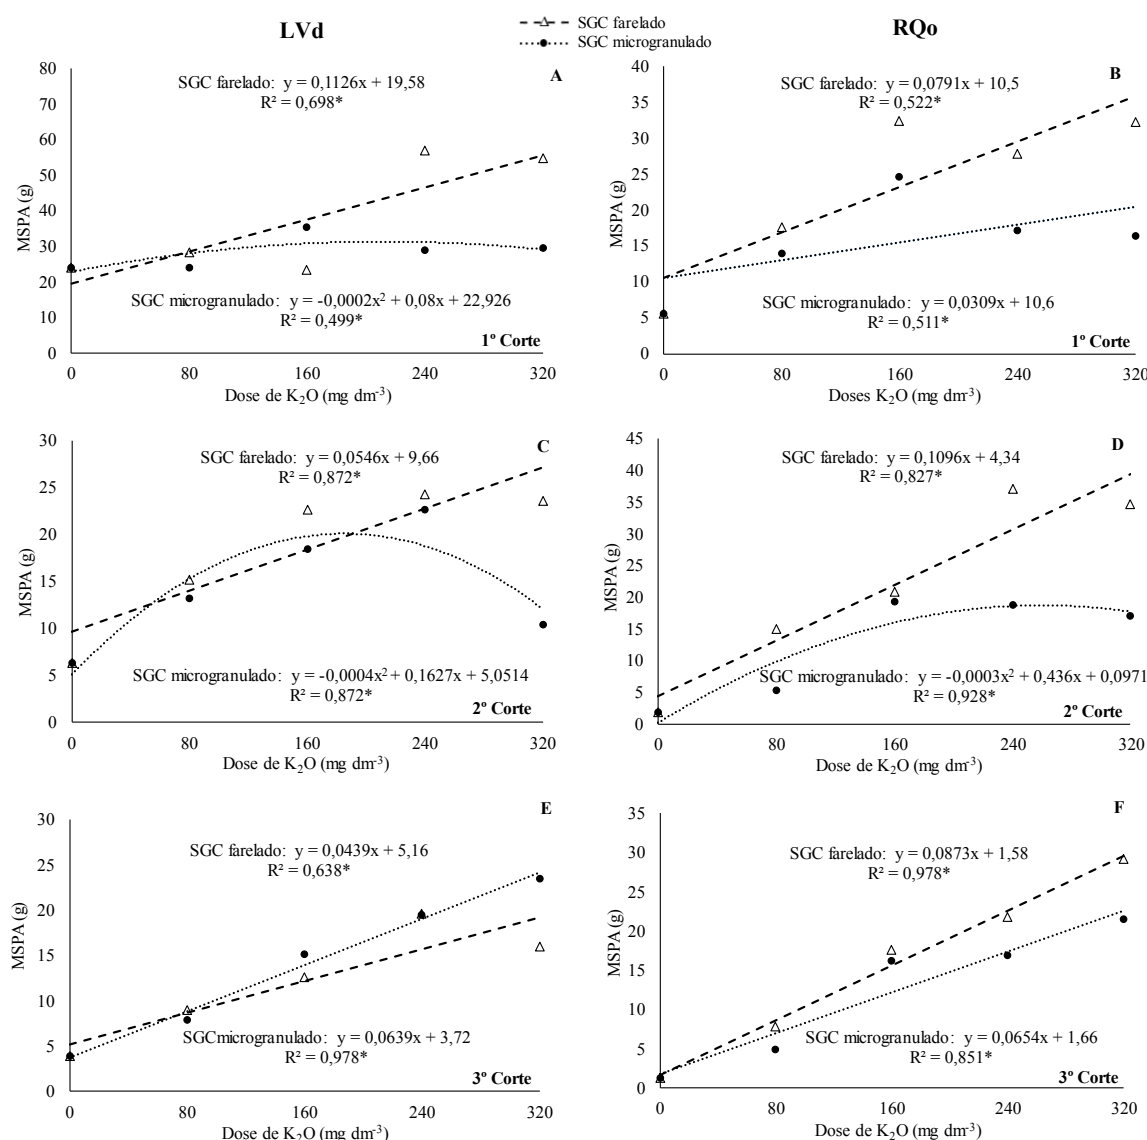 LVd
SGC farelado
SGC microgranulado
RQo
A
SGC farelado: y = 0,1126x + 19,58
R² = 0,698*
80
70
60
50
40
30
20
10
0
MSPA (g)
SGC microgranulado: y = -0,0002x² + 0,08x + 22,926
R² = 0,499*
1º Corte
0 80 160 240 320
Dose de K₂O (mg dm⁻³)
B
SGC farelado: y = 0,0791x + 10,5
R² = 0,522*
40
35
30
25
20
15
10
5
0
MSPA (g)
SGC microgranulado: y = 0,0309x + 10,6
R² = 0,511*
1º Corte
0 80 160 240 320
Doses K₂O (mg dm⁻³)
C
SGC farelado: y = 0,0546x + 9,66
R² = 0,872*
30
25
20
15
10
5
0
MSPA (g)
SGC microgranulado: y = -0,0004x² + 0,1627x + 5,0514
R² = 0,872*
2º Corte
0 80 160 240 320
Dose de K₂O (mg dm⁻³)
D
SGC farelado: y = 0,1096x + 4,34
R² = 0,827*
45
40
35
30
25
20
15
10
5
0
MSPA (g)
SGC microgranulado: y = -0,0003x² + 0,436x + 0,0971
R² = 0,928*
2º Corte
0 80 160 240 320
Dose de K₂O (mg dm⁻³)
E
SGC farelado: y = 0,0439x + 5,16
R² = 0,638*
30
25
20
15
10
5
0
MSPA (g)
SGCmicrogranulado: y = 0,0639x + 3,72
R² = 0,978*
3º Corte
0 80 160 240 320
Dose de K₂O (mg dm⁻³)
F
SGC farelado: y = 0,0873x + 1,58
R² = 0,978*
35
30
25
20
15
10
5
0
MSPA (g)
SGC microgranulado: y = 0,0654x + 1,66
R² = 0,851*
3º Corte
0 80 160 240 320
Dose de K₂O (mg dm⁻³)